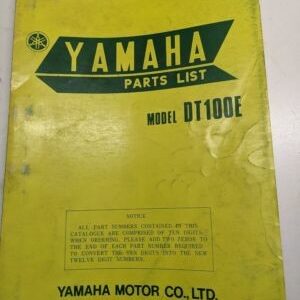 YAMAHA
PARTS LIST
MODEL DT100E
NOTICE
ALL PART NUMBERS CONTAINED IN THIS
CATALOGUE ARE COMPRISED OF TEN DIGITS.
WHEN ORDERING, PLEASE ADD TWO ZEROS TO
THE END OF EACH PART NUMBER REQUIRED
TO CONVERT THE TEN DIGITS INTO THE NEW
TWELVE DIGIT NUMBERS.
YAMAHA MOTOR CO., LTD.